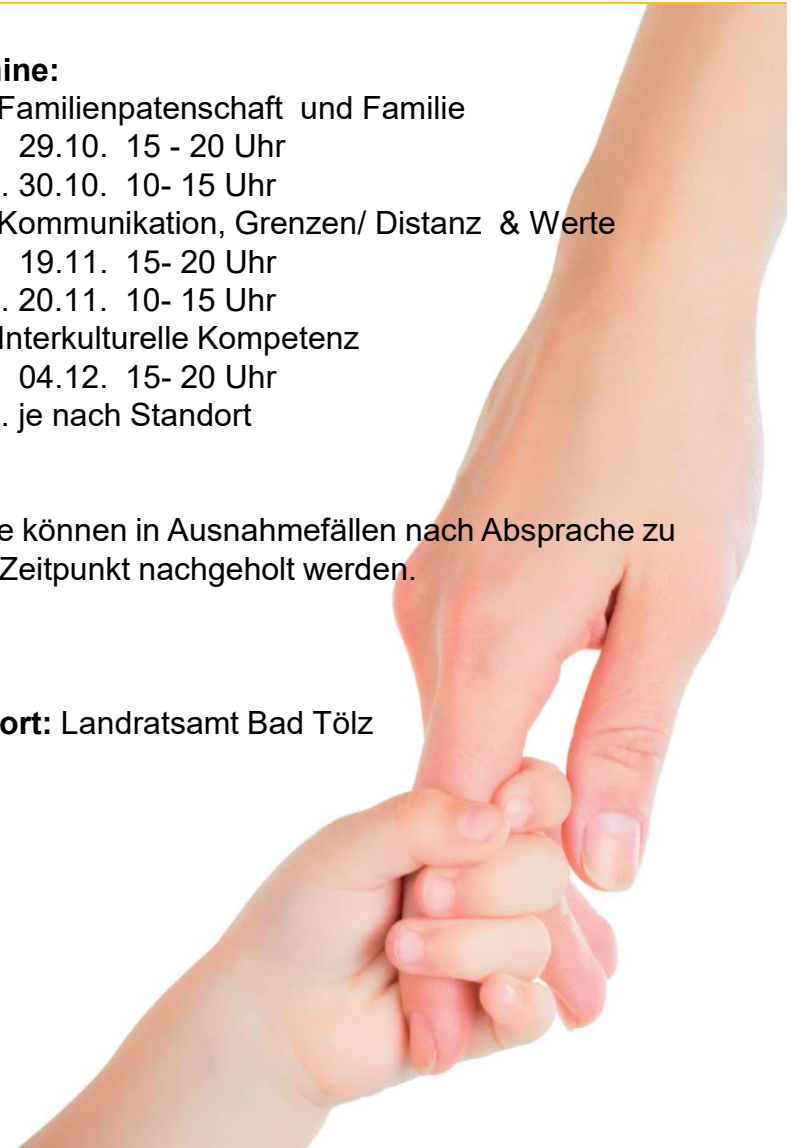 ine:
Familienpatenschaft und Familie
29.10. 15 - 20 Uhr
. 30.10. 10- 15 Uhr
Kommunikation, Grenzen/ Distanz & Werte
19.11. 15- 20 Uhr
. 20.11. 10- 15 Uhr
Interkulturelle Kompetenz
04.12. 15- 20 Uhr
. je nach Standort
e können in Ausnahmefällen nach Absprache zu
Zeitpunkt nachgeholt werden.
ort: Landratsamt Bad Tölz